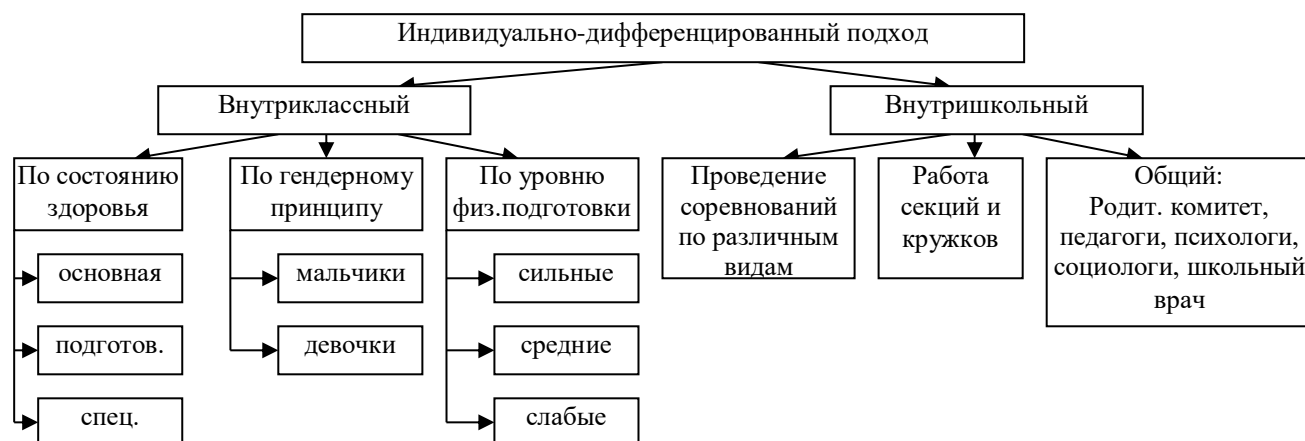 Индивидуально-дифференцированный подход
Внутриклассный
Внутришкольный
По состоянию
здоровья
По гендерному
принципу
По уровню
физ.подготовки
Проведение
соревнований
по различным
видам
Работа
секций и
кружков
Общий:
Родит. комитет,
педагоги, психологи,
социологи, школьный
врач
основная
мальчики
сильные
подготов.
девочки
средние
спец.
слабые